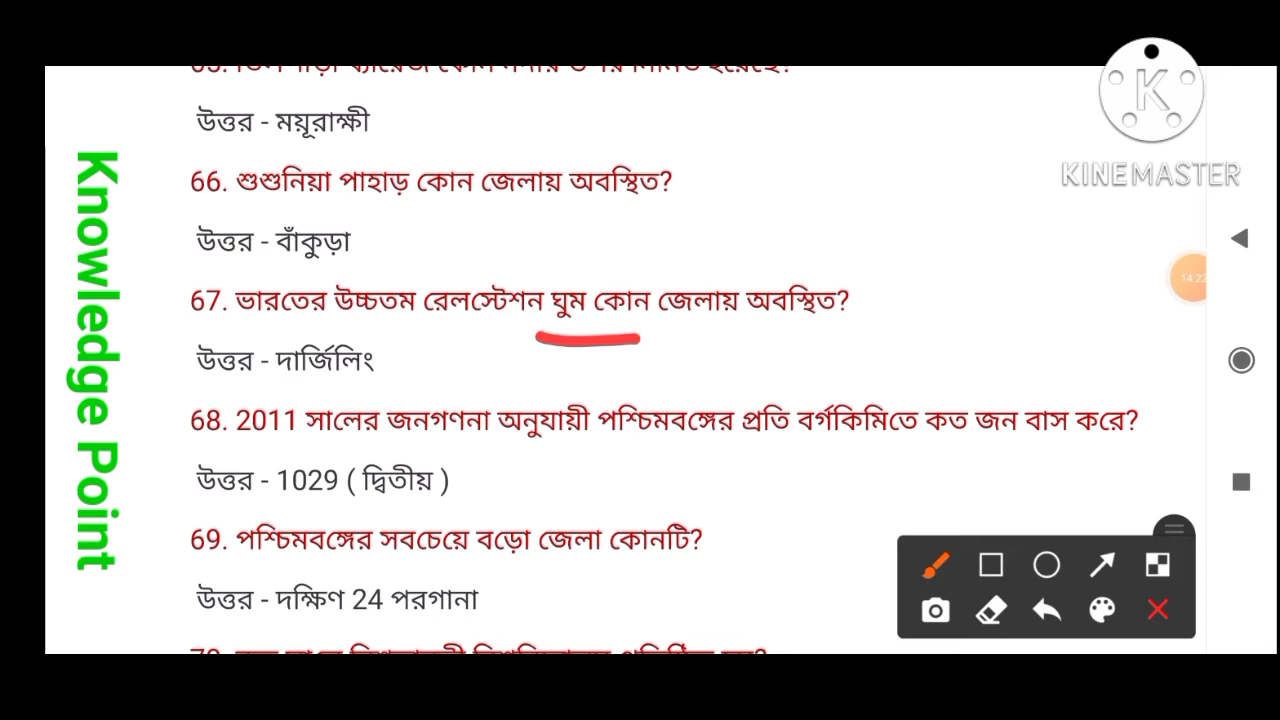 উত্তর - ময়ূরাক্ষী
66. শুশুনিয়া পাহাড় কোন জেলায় অবস্থিত?
উত্তর - বাঁকুড়া
67. ভারতের উচ্চতম রেলস্টেশন ঘুম কোন জেলায় অবস্থিত?
উত্তর - দার্জিলিং
68. 2011 সালের জনগণনা অনুযায়ী পশ্চিমবঙ্গের প্রতি বর্গকিমিতে কত জন বাস করে?
উত্তর - 1029 ( দ্বিতীয় )
69. পশ্চিমবঙ্গের সবচেয়ে বড়ো জেলা কোনটি?
উত্তর - দক্ষিণ 24 পরগানা
Knowledge Point
K
KINEMASTER
14:22